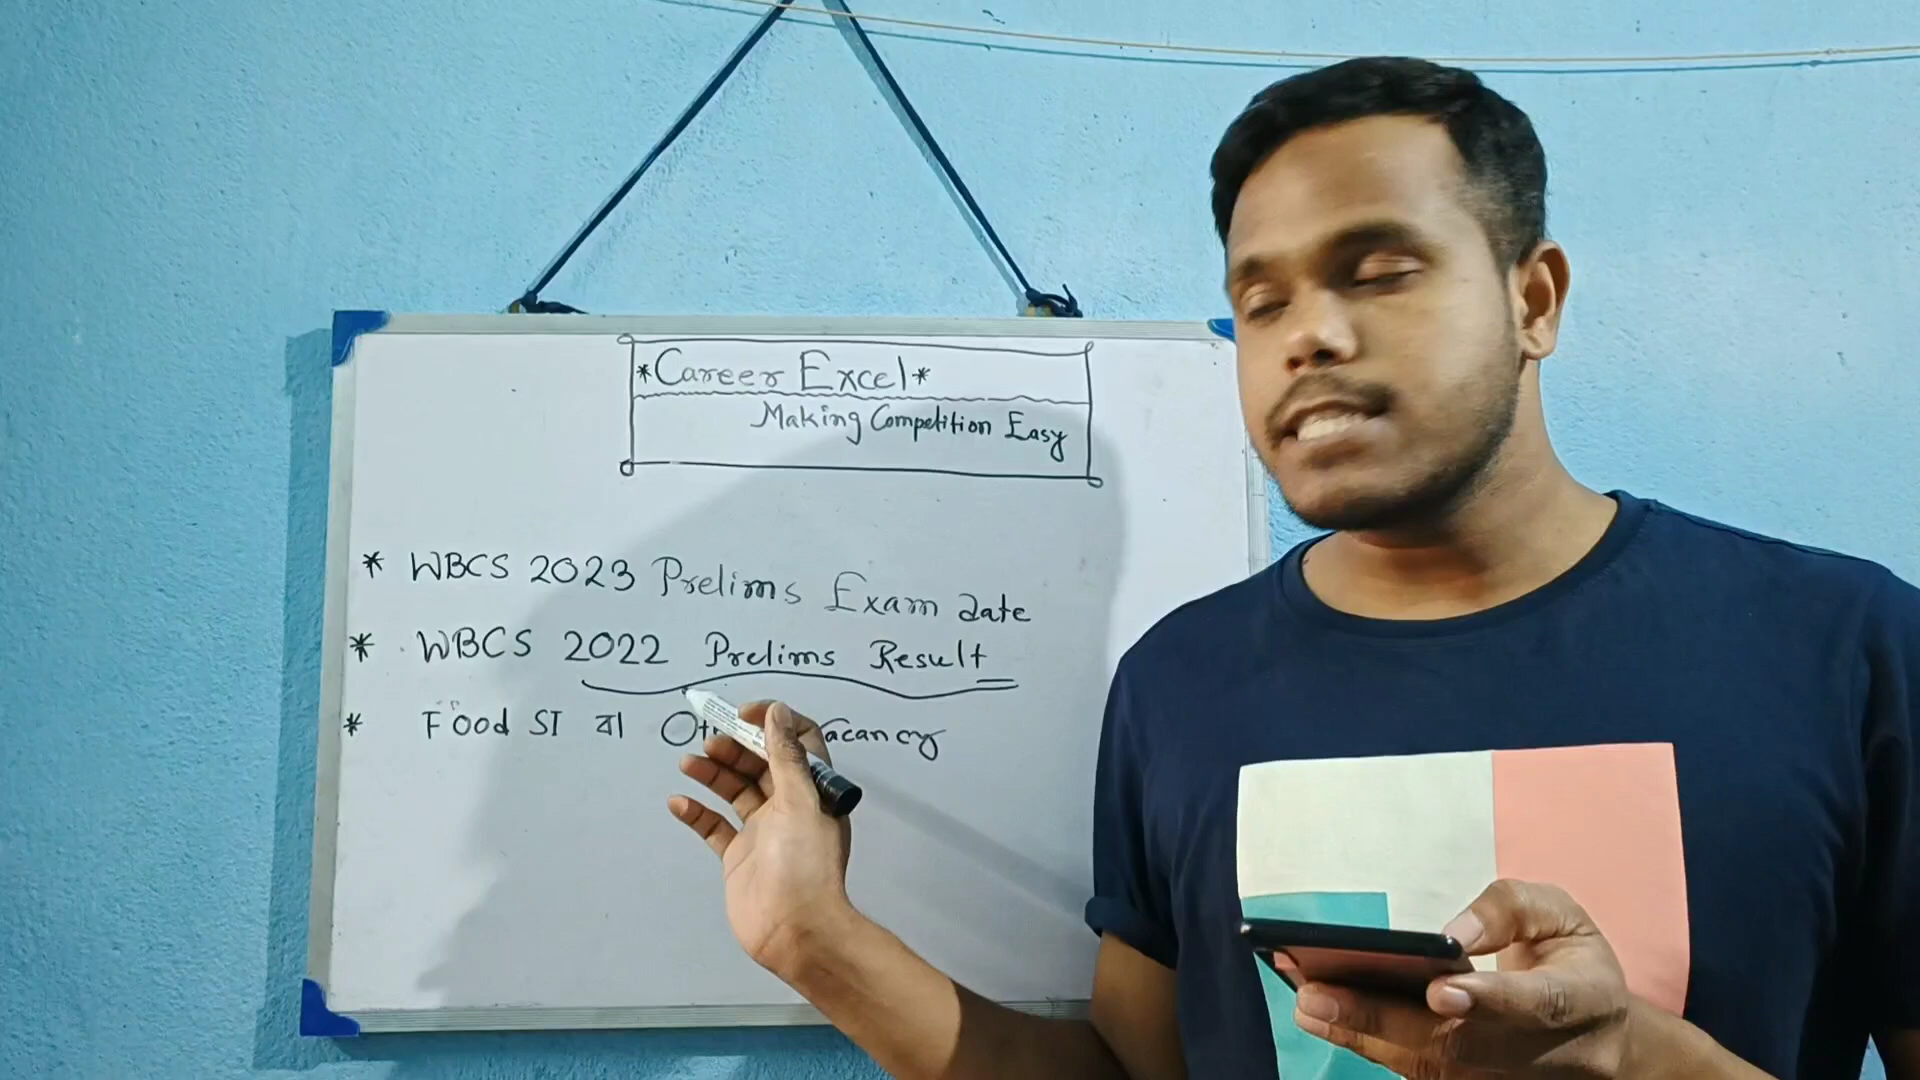 *Career Excel*
Making Competition Easy
* WBCS 2023 Prelims Exam date
* WBCS 2022 Prelims Result
* Food SI বা